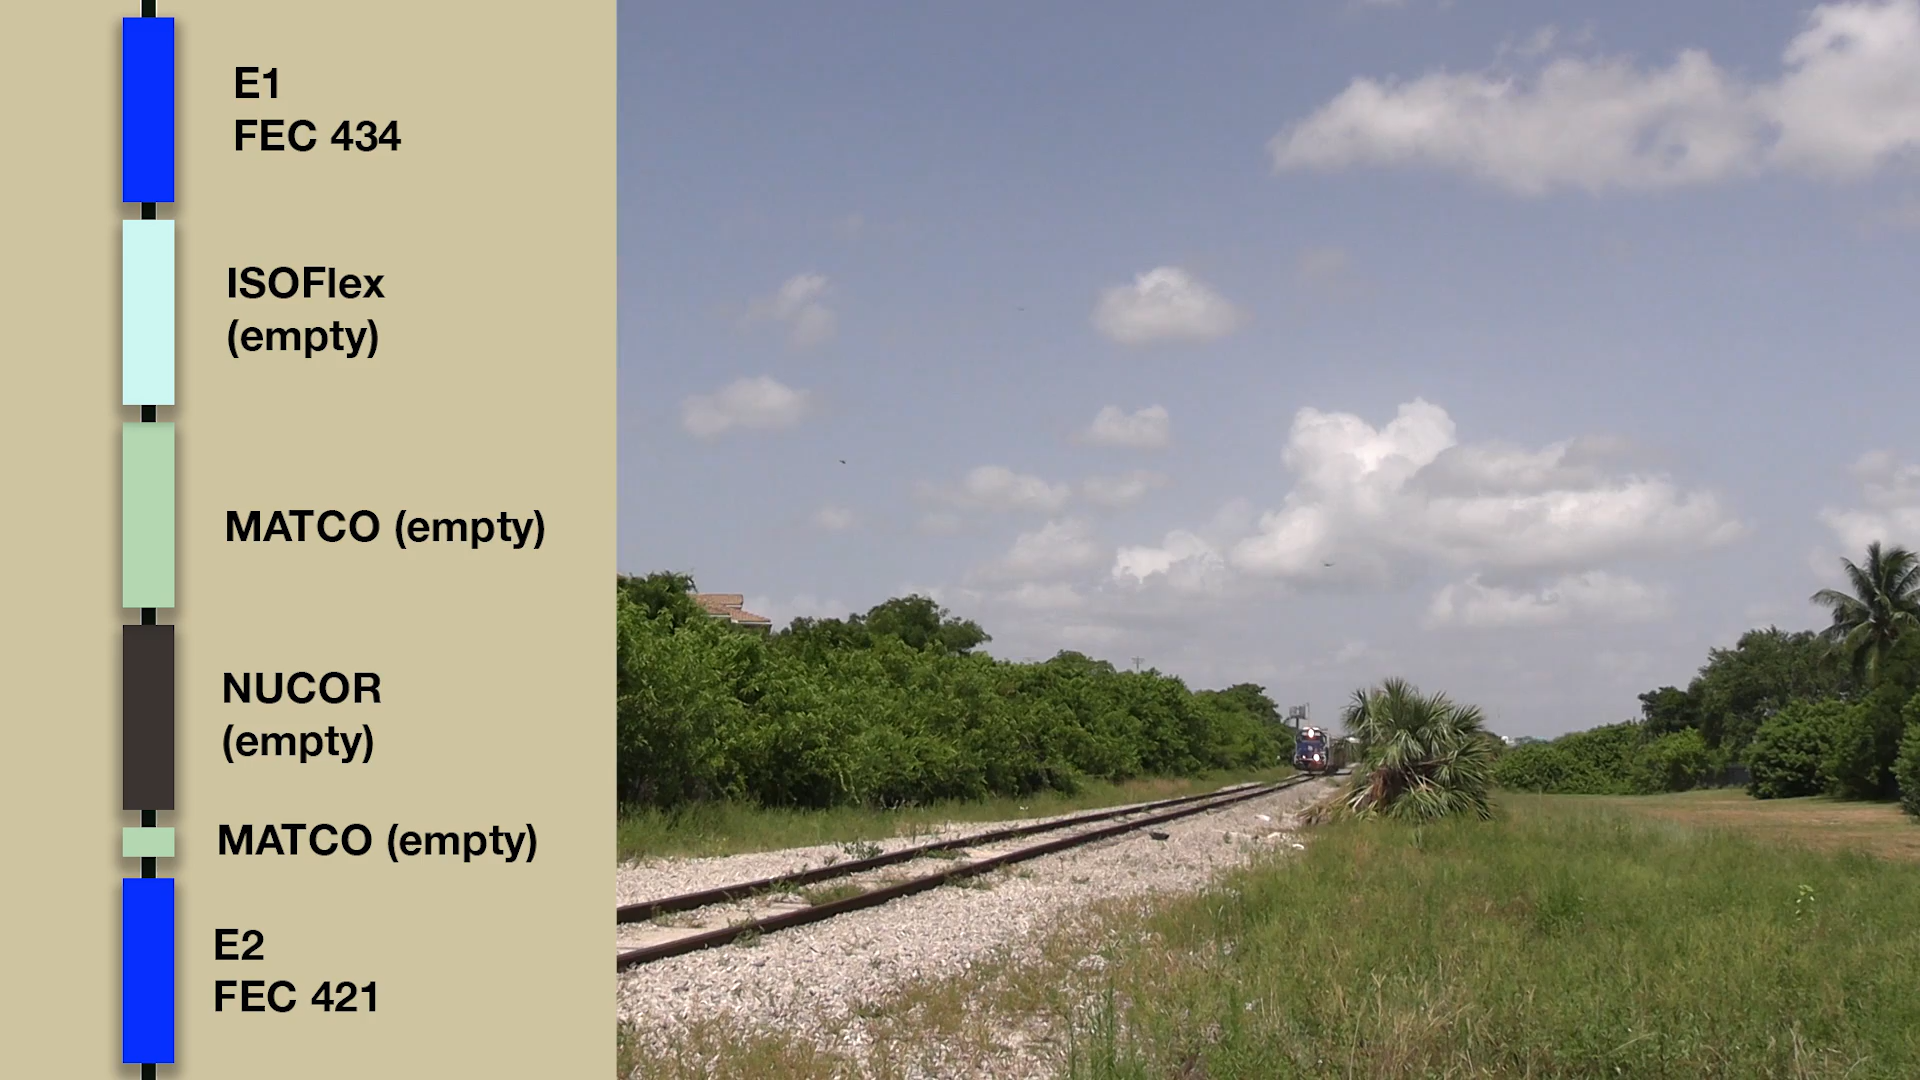 E1
FEC 434
ISOFlex
(empty)
MATCO (empty)
NUCOR
(empty)
MATCO (empty)
E2
FEC 421